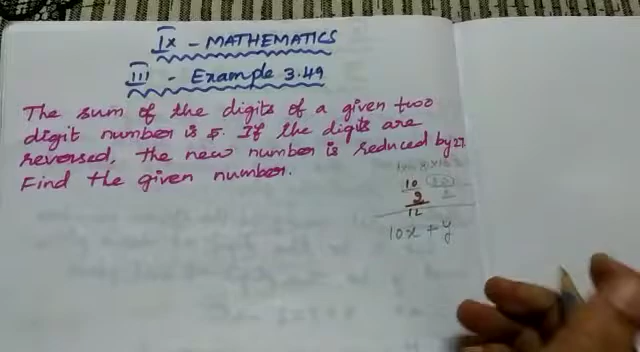 IX - MATHEMATICS
III - Example 3.49
The sum of the digits of a given two
digit number is 5. If the digits are
reversed, the new number is reduced by 27.
Find the given number.
10
2
12
10x + y